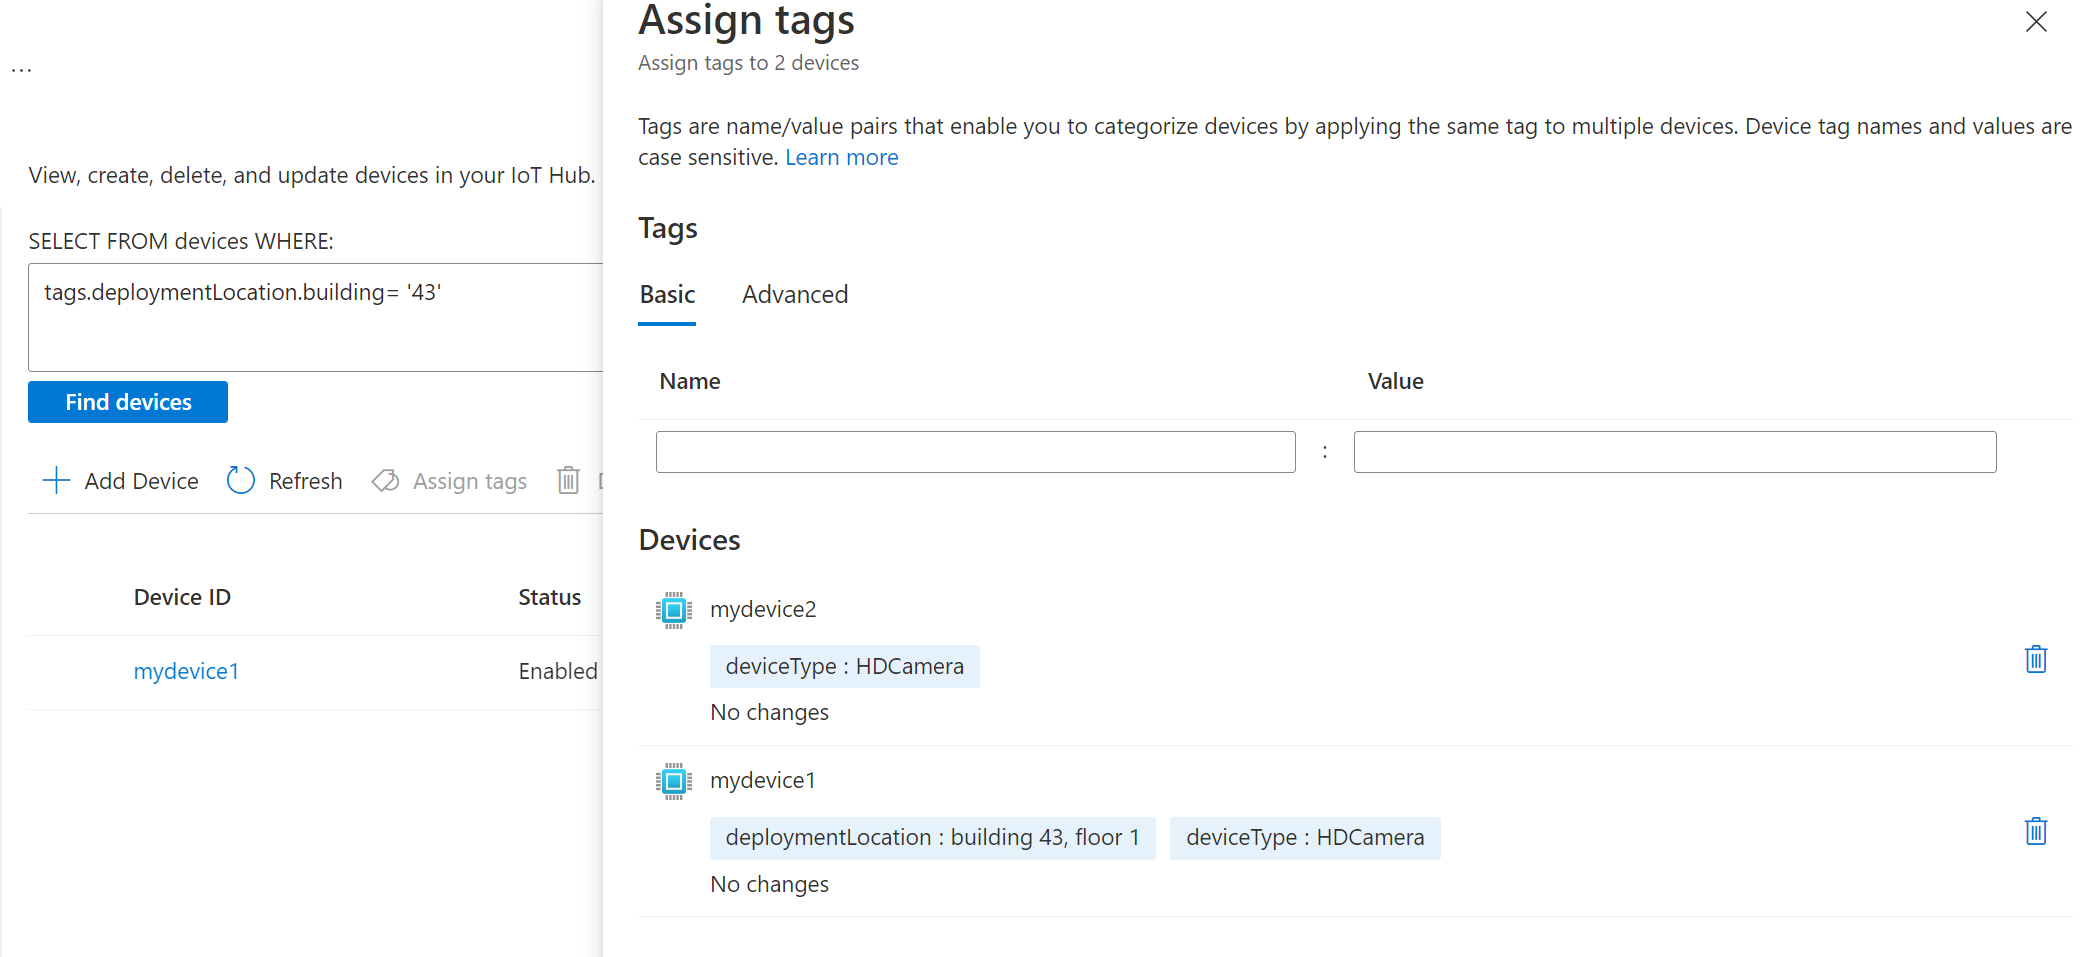 ...
View, create, delete, and update devices in your IoT Hub.
SELECT FROM devices WHERE:
tags.deploymentLocation.building= '43'
Find devices
Add Device
Refresh
Assign tags
Device ID
Status
mydevice1
Enabled
Assign tags
Assign tags to 2 devices
Tags are name/value pairs that enable you to categorize devices by applying the same tag to multiple devices. Device tag names and values are
case sensitive. Learn more
Tags
Basic
Advanced
Name
Value
:
Devices
mydevice2
deviceType : HDCamera
No changes
mydevice1
deploymentLocation : building 43, floor 1
deviceType : HDCamera
No changes